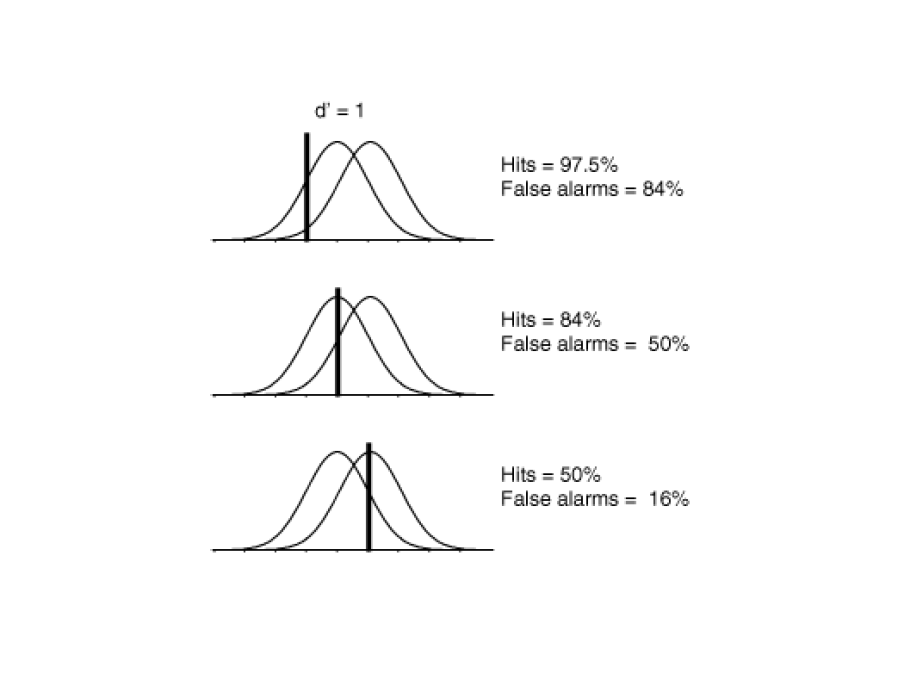 d' = 1
Hits = 97.5%
False alarms = 84%
Hits = 84%
False alarms =  50%
Hits = 50%
False alarms =  16%